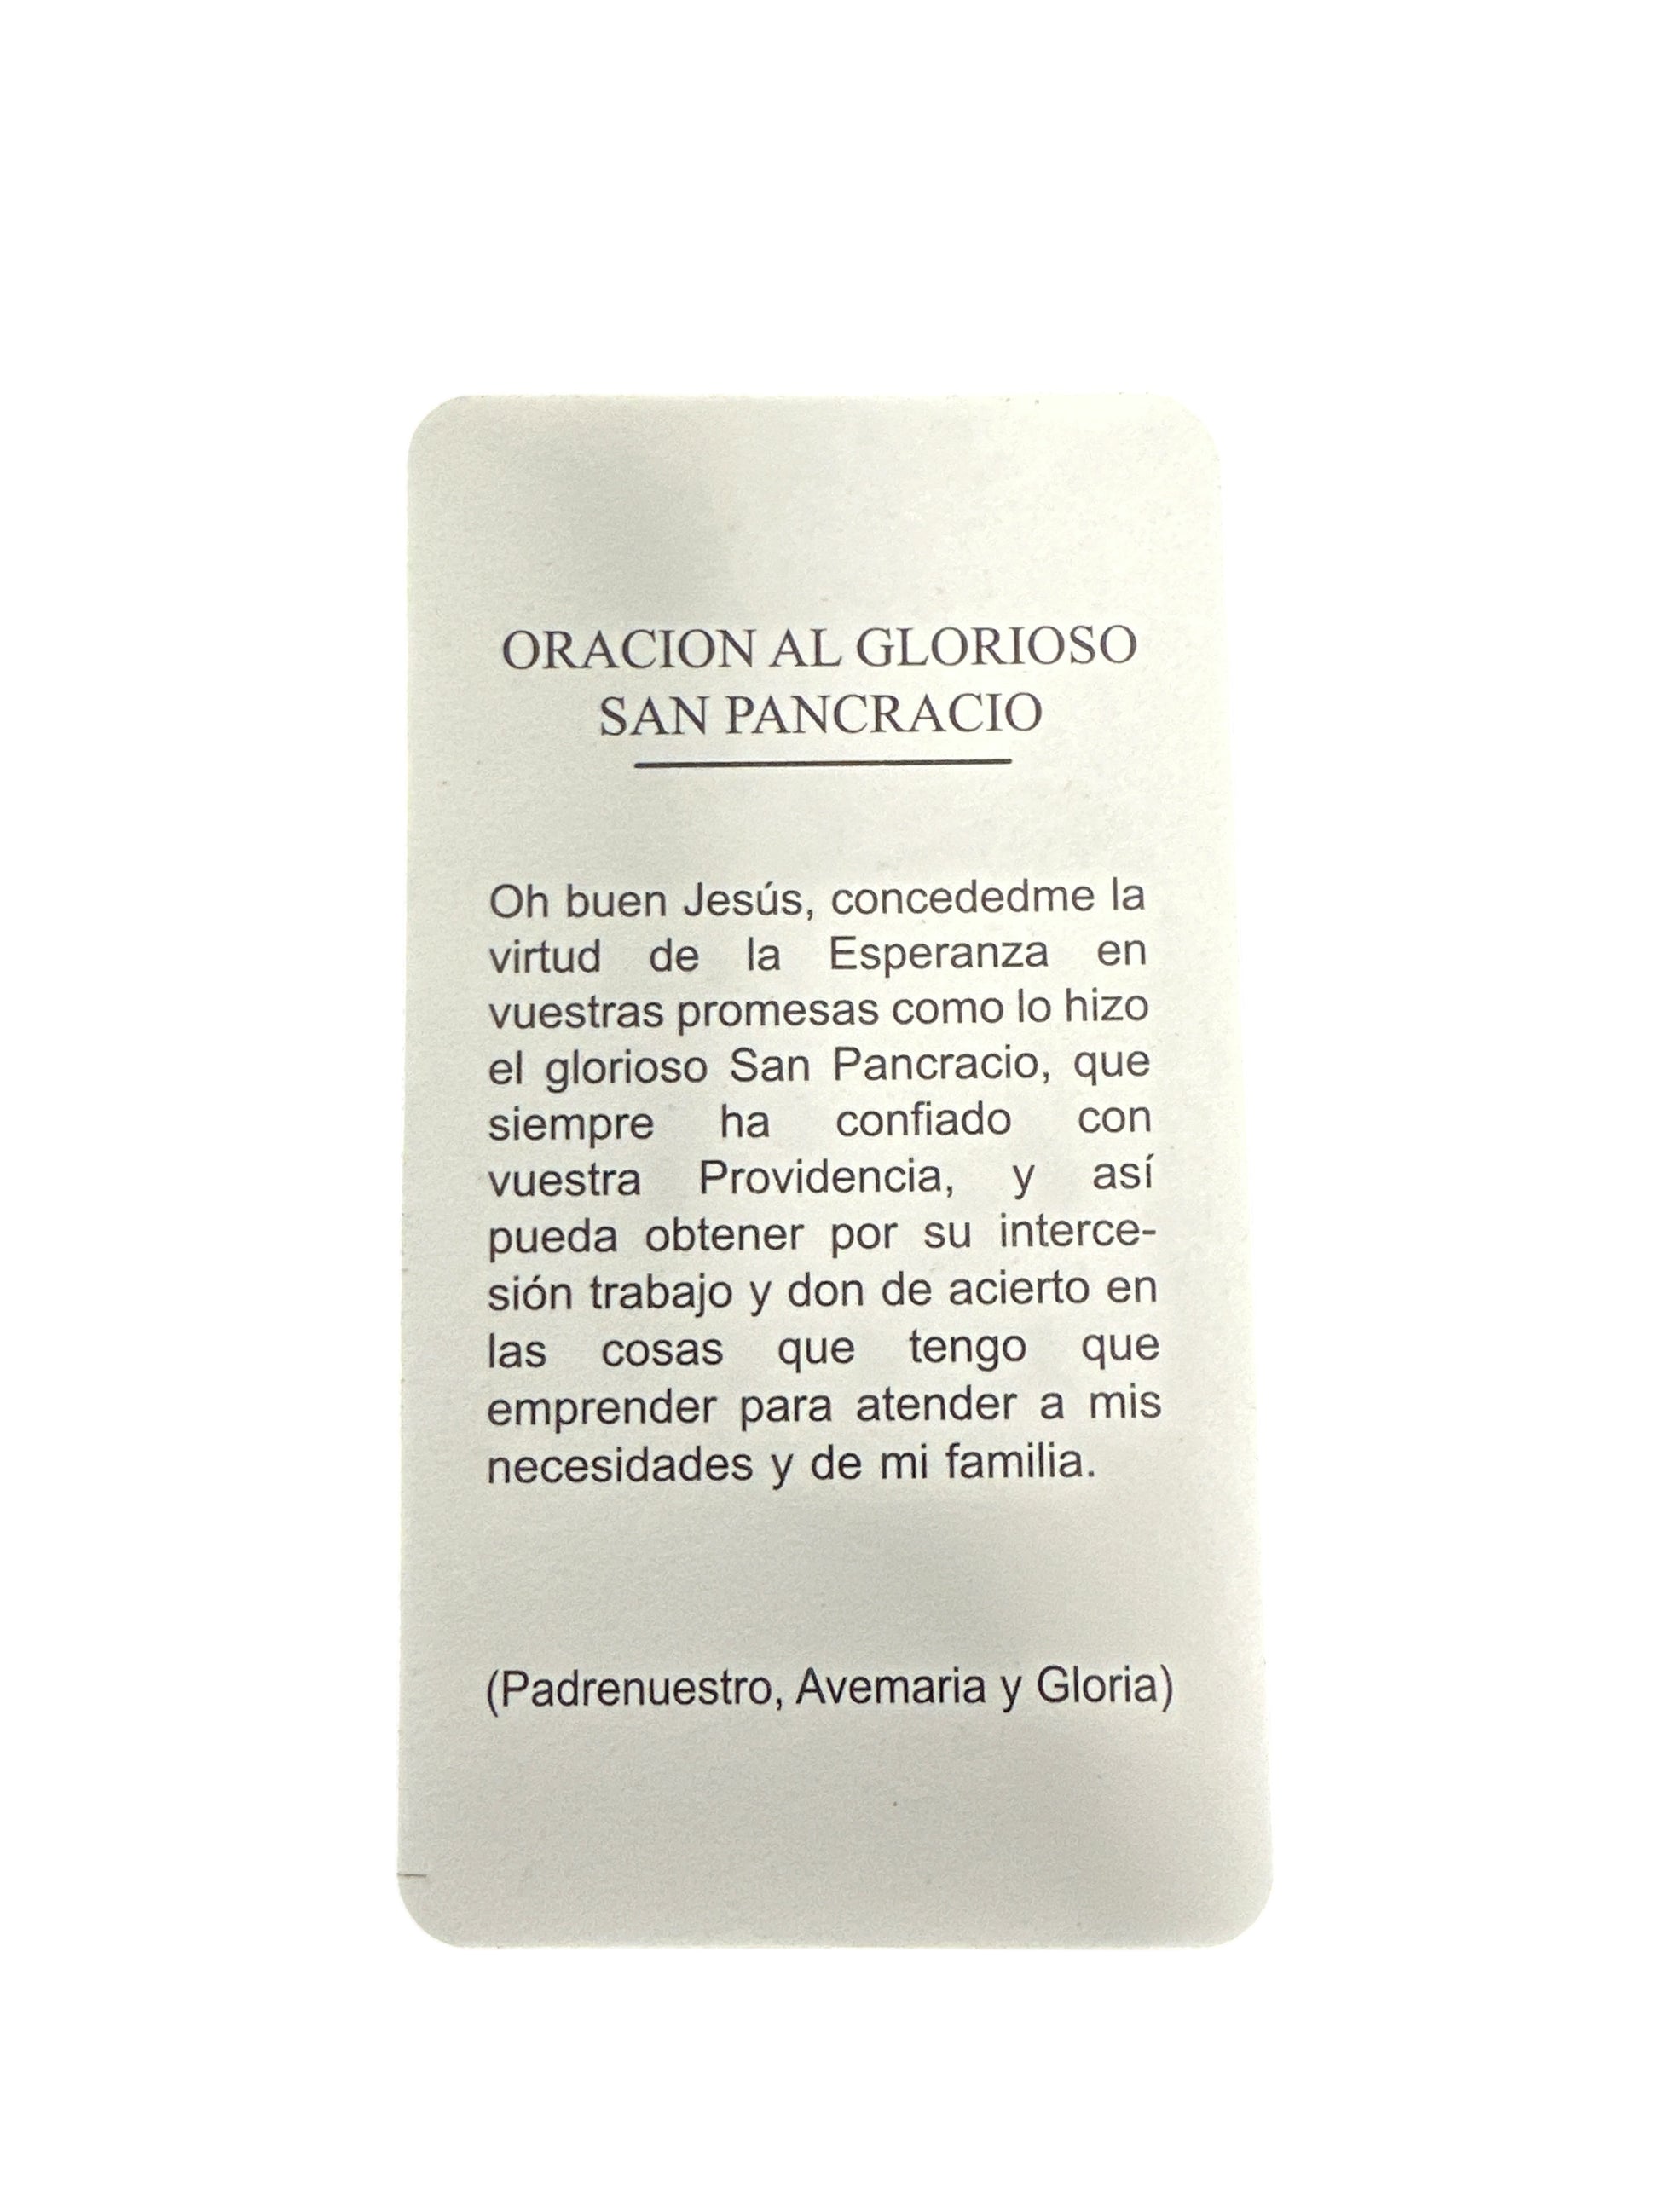 ORACION AL GLORIOSO
SAN PANCRACIO
Oh buen Jesús, concededme la
virtud de la Esperanza en
vuestras promesas como lo hizo
el glorioso San Pancracio, que
siempre ha confiado con
vuestra Providencia, y así
pueda obtener por su interce-
sión trabajo y don de acierto en
las cosas que tengo que
emprender para atender a mis
necesidades y de mi familia.
(Padrenuestro, Avemaria y Gloria)